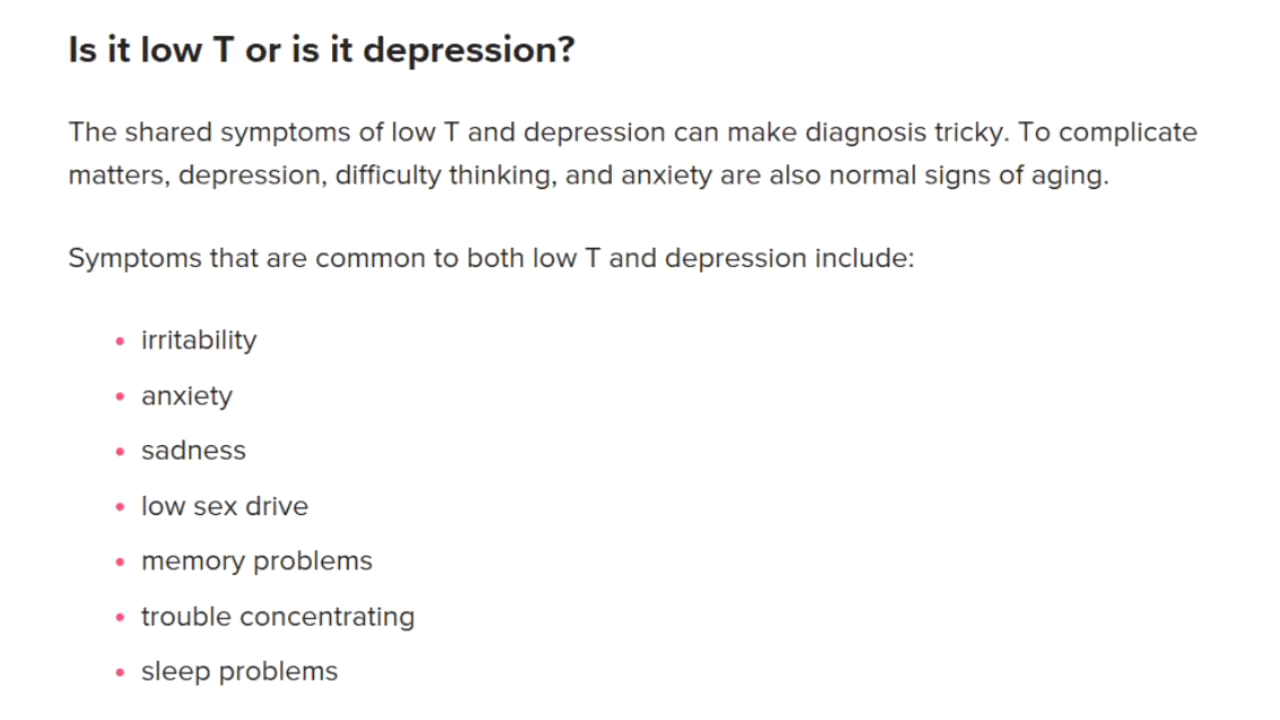 Is it low T or is it depression?
The shared symptoms of low T and depression can make diagnosis tricky. To complicate
matters, depression, difficulty thinking, and anxiety are also normal signs of aging.
Symptoms that are common to both low T and depression include:
• irritability
• anxiety
• sadness
• low sex drive
• memory problems
• trouble concentrating
• sleep problems